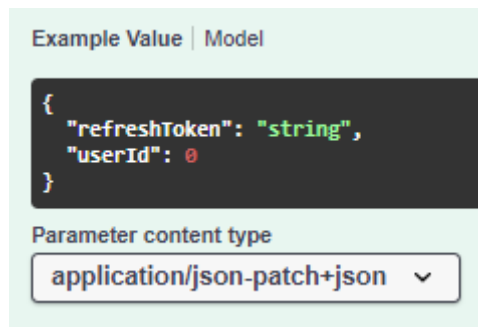 Example Value | Model
{
  "refreshToken": "string",
  "userId": 0
}
Parameter content type
application/json-patch+json